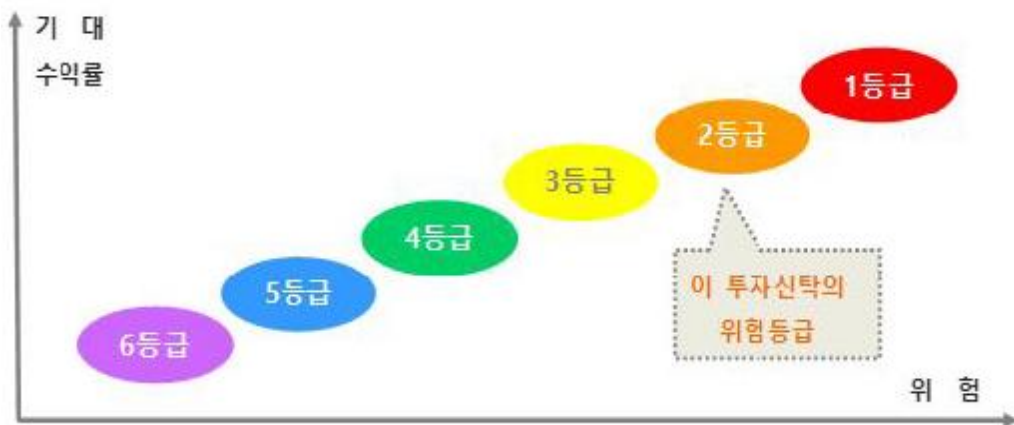 기 대
수익률
1등급
2등급
3등급
4등급
5등급
6등급
이 투자신탁의
위험등급
위 험